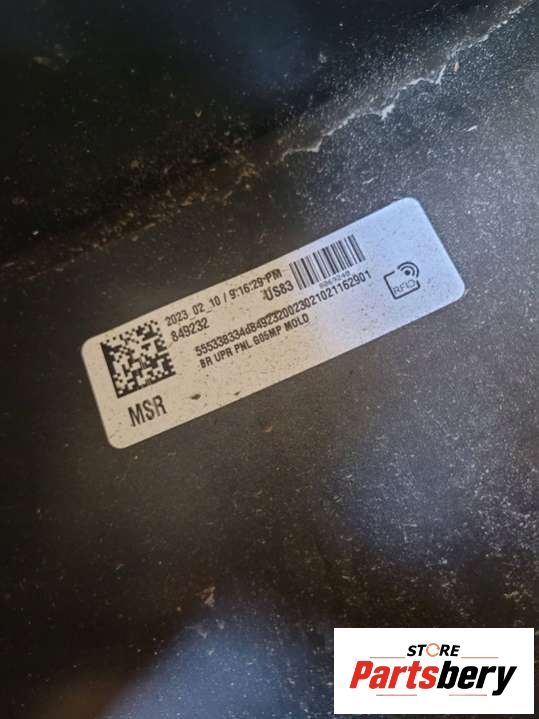 2023_02_10 / 9:16:29 PM
849232
US83
555338334d8492320023021021162901
BR UPR PNL G05MP MOLD
MSR
RFID
STORE
Partsbery